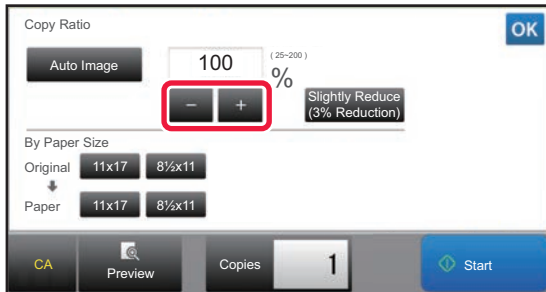 Copy Ratio
OK
Auto Image
100
( 25~200 )
%
− +
Slightly Reduce
(3% Reduction)
By Paper Size
Original 11x17 8½x11
Paper 11x17 8½x11
CA
Preview
Copies
1
Start